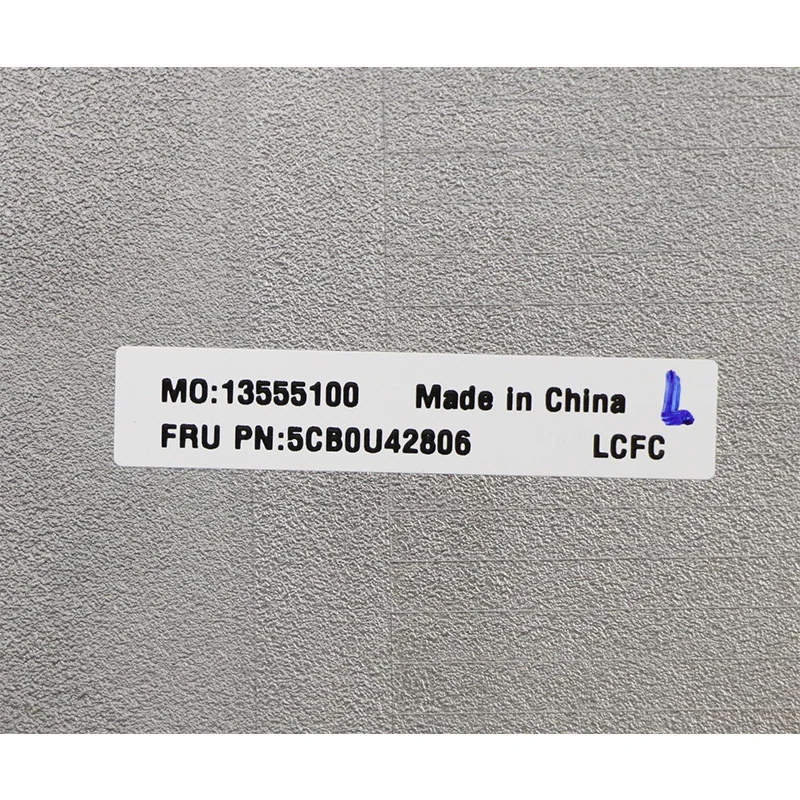 MO:13555100 Made in China L
FRU PN:5CB0U42806 LCFC